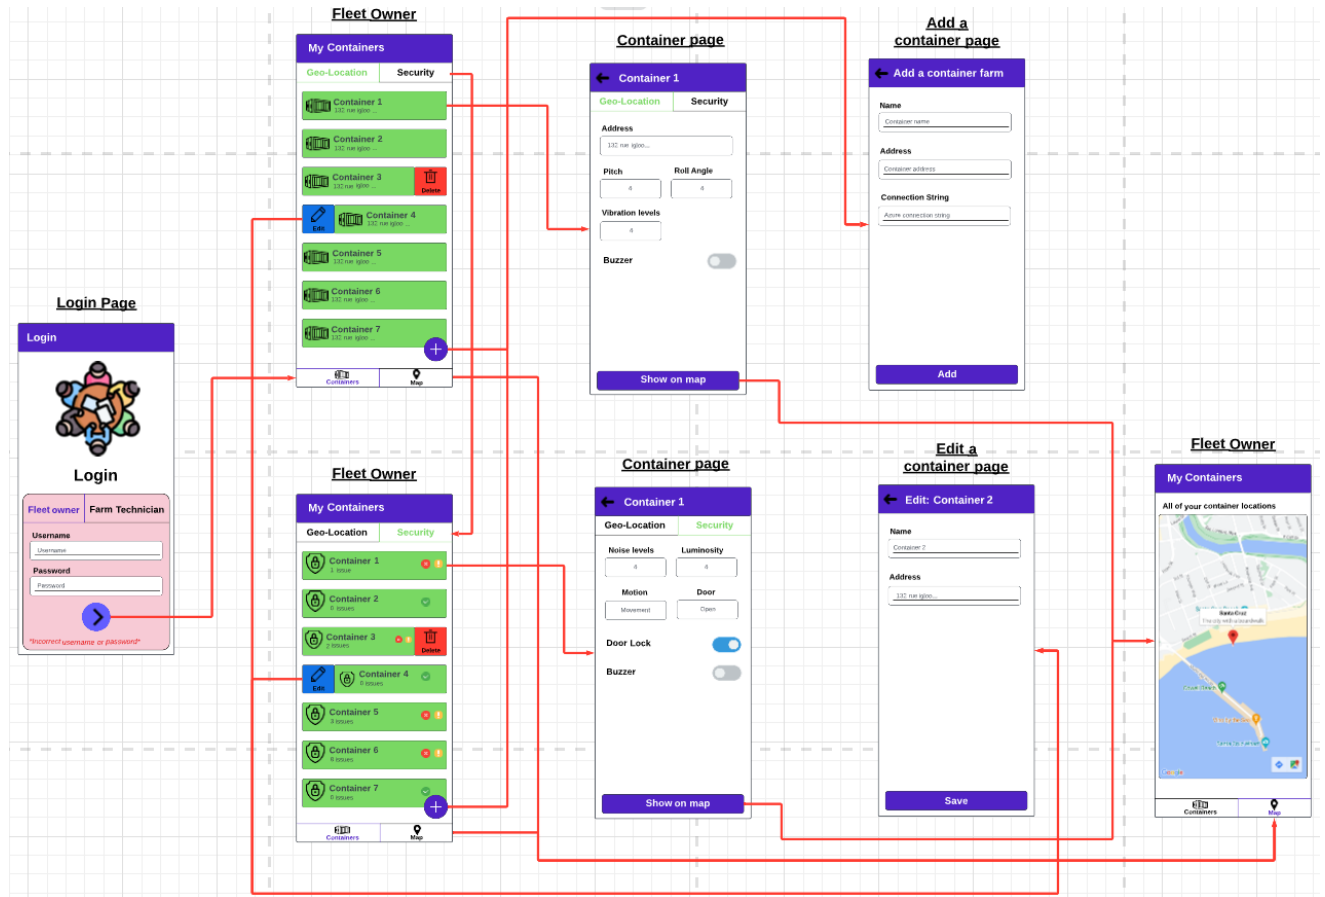 Login Page
Login
Login
Fleet owner
Farm Technician
Username
Username
Password
Password
*Incorrect username or password*
Fleet Owner
My Containers
Geo-Location
Security
Container 1
132 rue igloo ...
Container 2
132 rue igloo ...
Container 3
132 rue igloo ...
Delete
Edit
Container 4
132 rue igloo ...
Container 5
132 rue igloo ...
Container 6
132 rue igloo ...
Container 7
132 rue igloo ...
+
Containers
Map
Fleet Owner
My Containers
Geo-Location
Security
Container 1
1 issue
Container 2
0 issues
Container 3
2 issues
Delete
Edit
Container 4
0 issues
Container 5
3 issues
Container 6
6 issues
Container 7
0 issues
+
Containers
Map
Container page
Container 1
Geo-Location
Security
Address
132 rue igloo...
Pitch
Roll Angle
4
4
Vibration levels
4
Buzzer
Show on map
Container page
Container 1
Geo-Location
Security
Noise levels
Luminosity
4
4
Motion
Door
Movement
Open
Door Lock
Buzzer
Show on map
Add a
container page
Add a container farm
Name
Container name
Address
Container address
Connection String
Azure connection string
Add
Edit a
container page
Edit: Container 2
Name
Container 2
Address
132 rue igloo...
Save
Fleet Owner
My Containers
All of your container locations
Santa Cruz
Google
Containers
Map